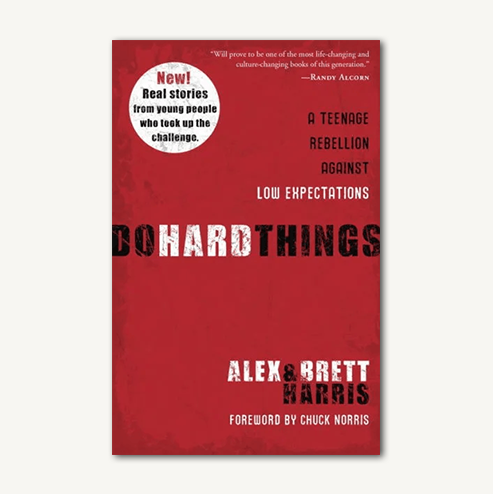 "Will prove to be one of the most life-changing and
culture-changing books of this generation."
—RANDY ALCORN
New!
Real stories
from young people
who took up the
challenge.
A TEENAGE
REBELLION
AGAINST
LOW EXPECTATIONS
DOHARDTHINGS
ALEX&BRETT
HARRIS
FOREWORD BY CHUCK NORRIS